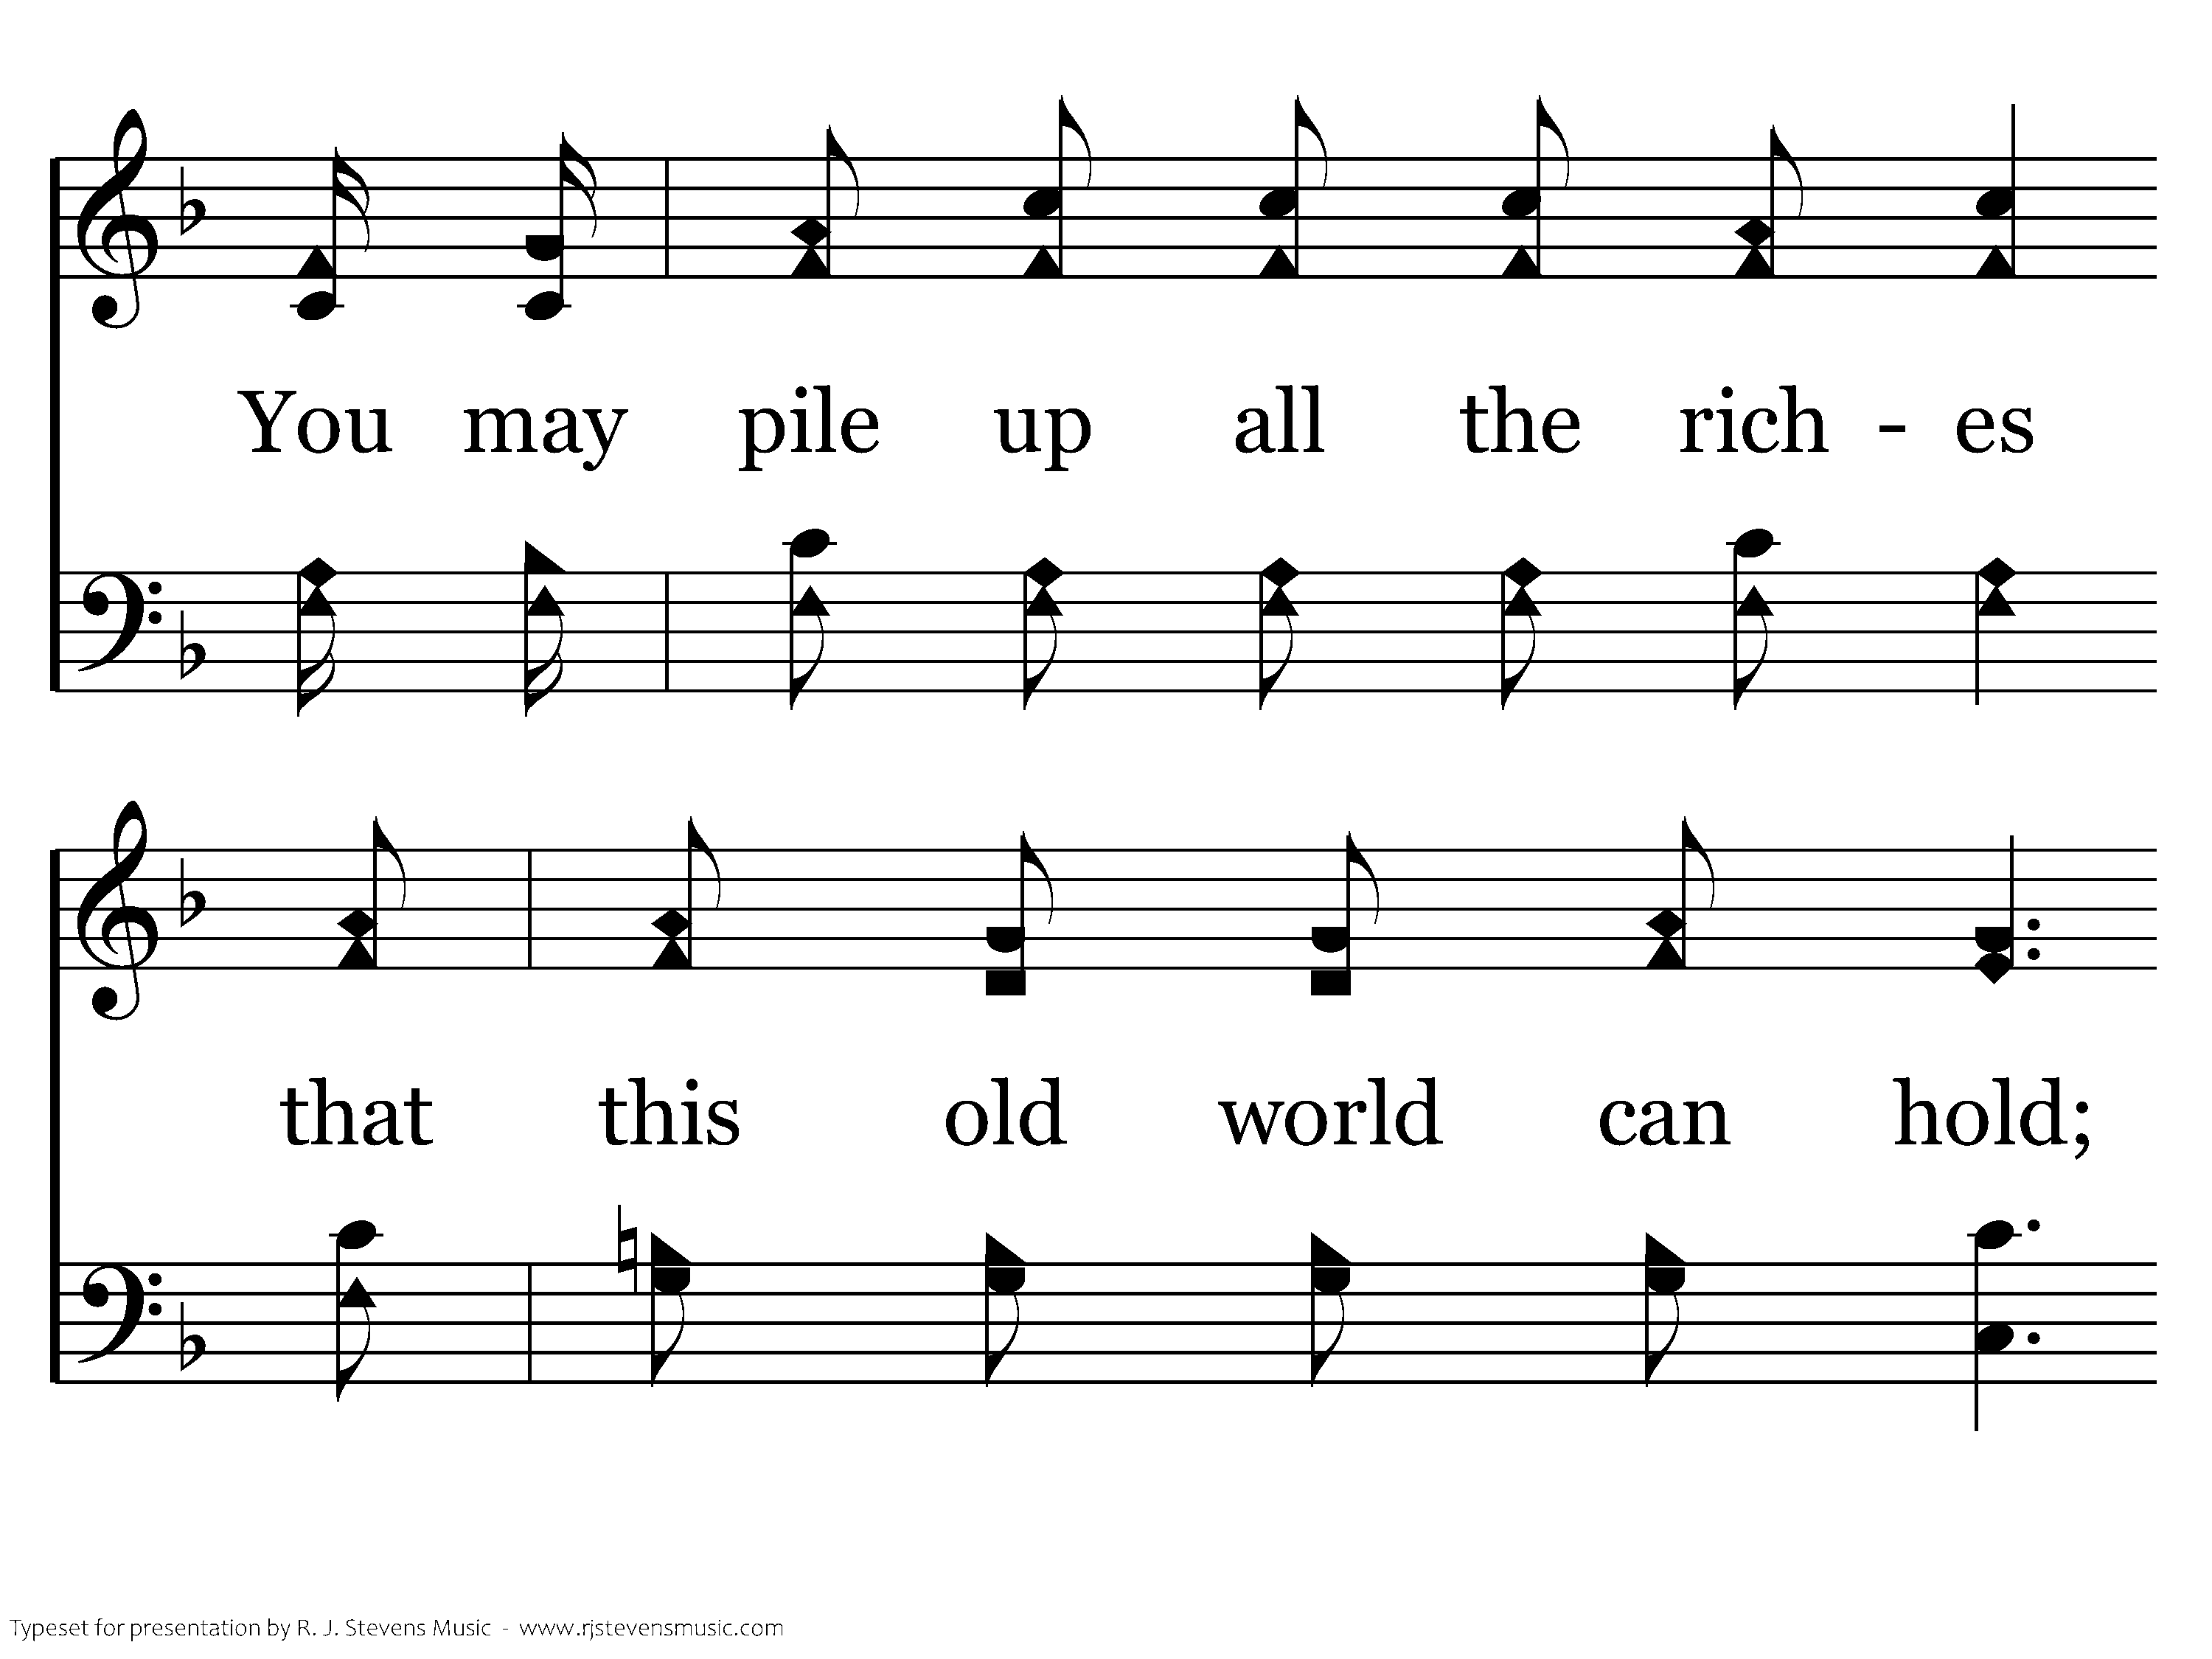 You may pile up all the rich - es
that this old world can hold;
Typeset for presentation by R. J. Stevens Music - www.rjstevensmusic.com